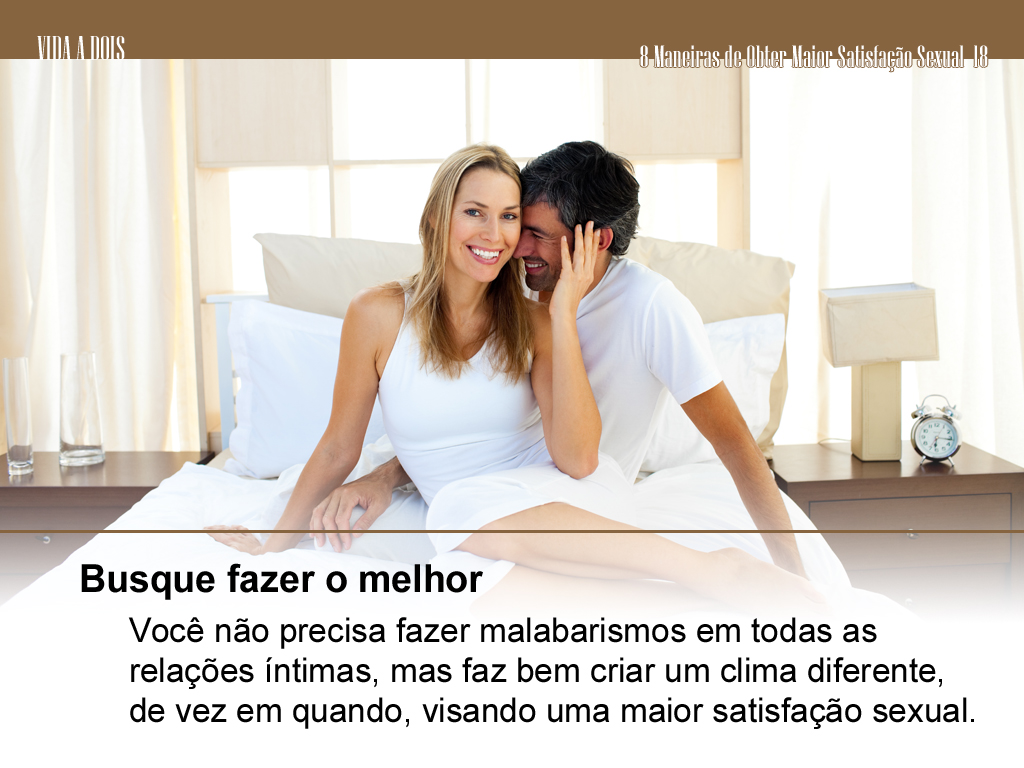 VIDA A DOIS
8 Maneiras de Obter Maior Satisfação Sexual 18
Busque fazer o melhor
Você não precisa fazer malabarismos em todas as
relações íntimas, mas faz bem criar um clima diferente,
de vez em quando, visando uma maior satisfação sexual.